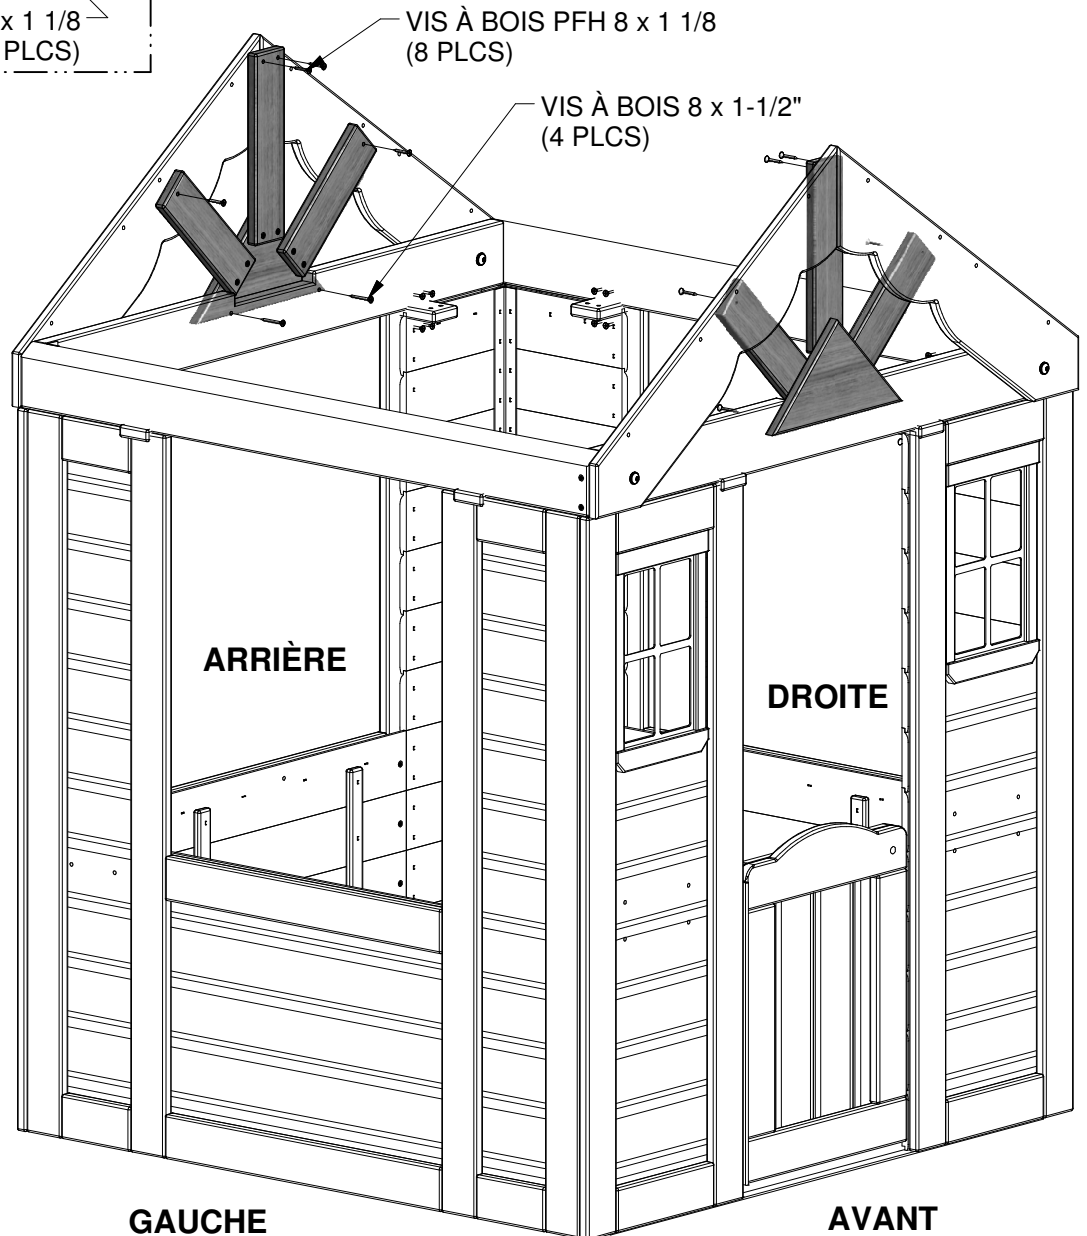 x 1 1/8
PLCS)
VIS À BOIS PFH 8 x 1 1/8
(8 PLCS)
VIS À BOIS 8 x 1-1/2"
(4 PLCS)
ARRIÈRE
DROITE
GAUCHE
AVANT